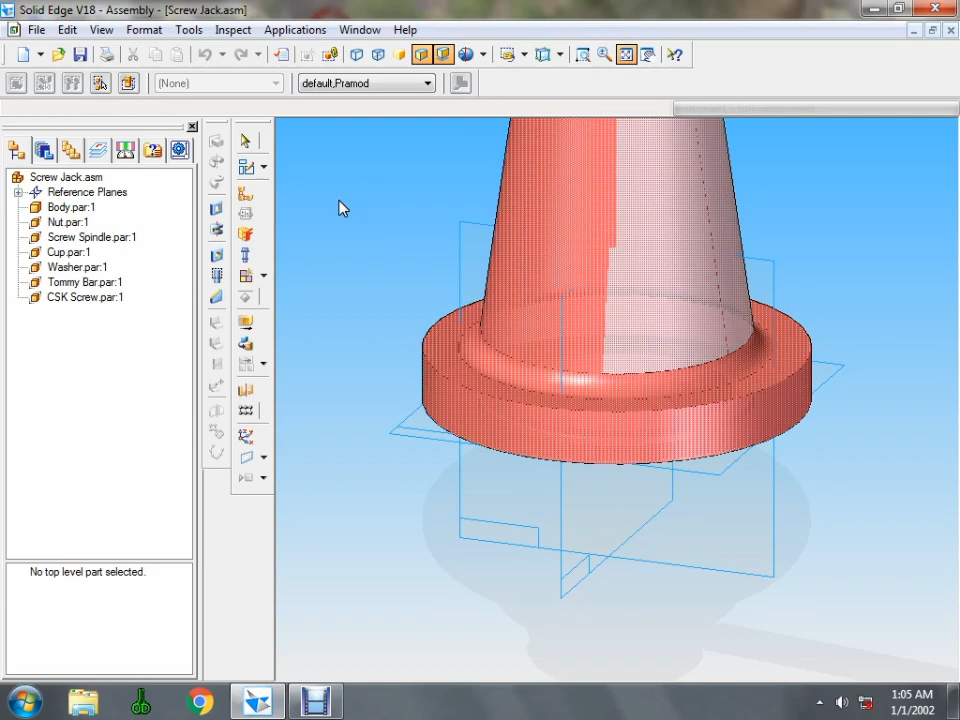 Solid Edge V18 - Assembly - [Screw Jack.asm]
File Edit View Format Tools Inspect Applications Window Help
(None) default,Pramod
Screw Jack.asm
Reference Planes
Body.par:1
Nut.par:1
Screw Spindle.par:1
Cup.par:1
Washer.par:1
Tommy Bar.par:1
CSK Screw.par:1
No top level part selected.
1:05 AM
1/1/2002